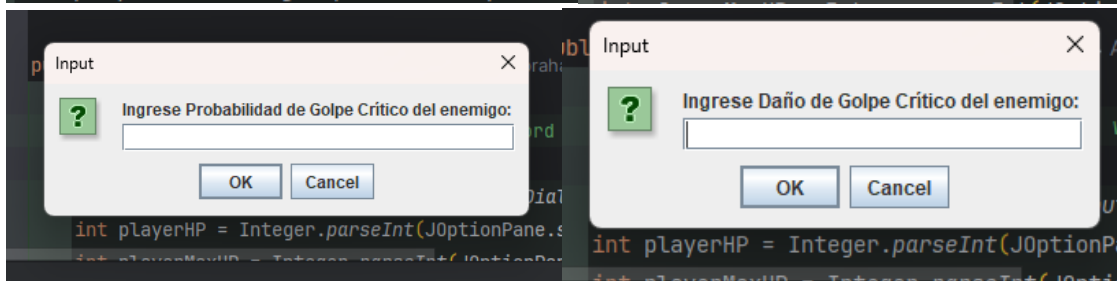 Input
Ingrese Probabilidad de Golpe Crítico del enemigo:
OK Cancel
int playerHP = Integer.parseInt(JOptionPane.s
Input
Ingrese Daño de Golpe Crítico del enemigo:
OK Cancel
int playerHP = Integer.parseInt(JOptionP